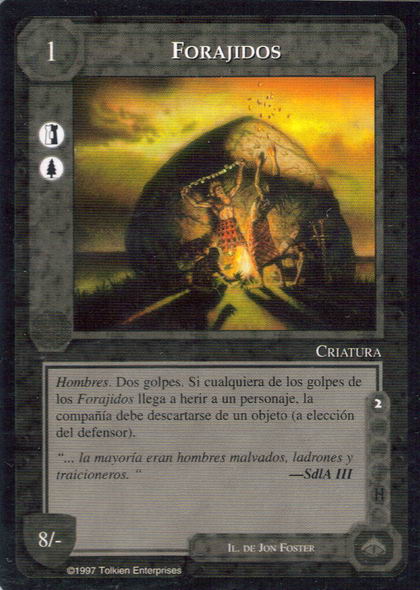 1
FORAJIDOS
CRIATURA
Hombres. Dos golpes. Si cualquiera de los golpes de
los Forajidos llega a herir a un personaje, la
compañía debe descartarse de un objeto (a elección
del defensor).
2
"... la mayoría eran hombres malvados, ladrones y
traicioneros. “ —SdlA III
8/-
IL. DE JON FOSTER
©1997 Tolkien Enterprises